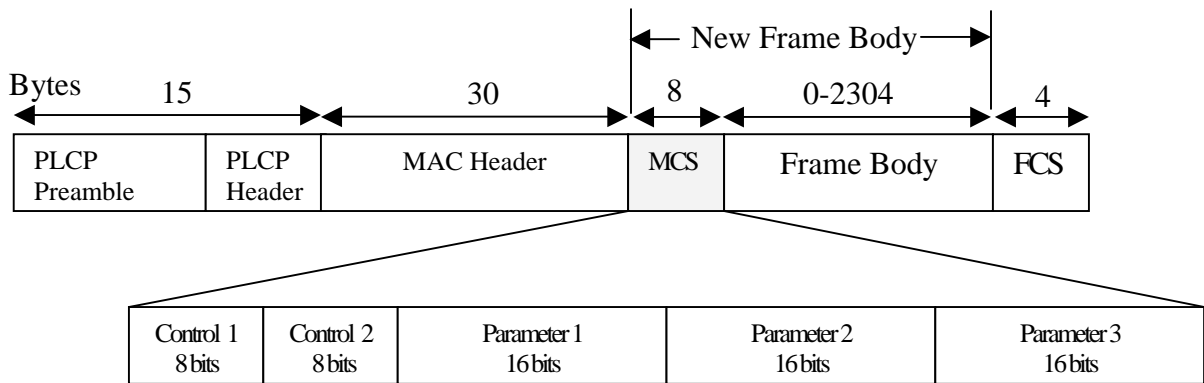 New Frame Body
Bytes 15 30 8 0-2304 4
PLCP Preamble PLCP Header MAC Header MCS Frame Body FCS
Control 1 8 bits Control 2 8 bits Parameter 1 16 bits Parameter 2 16 bits Parameter 3 16 bits